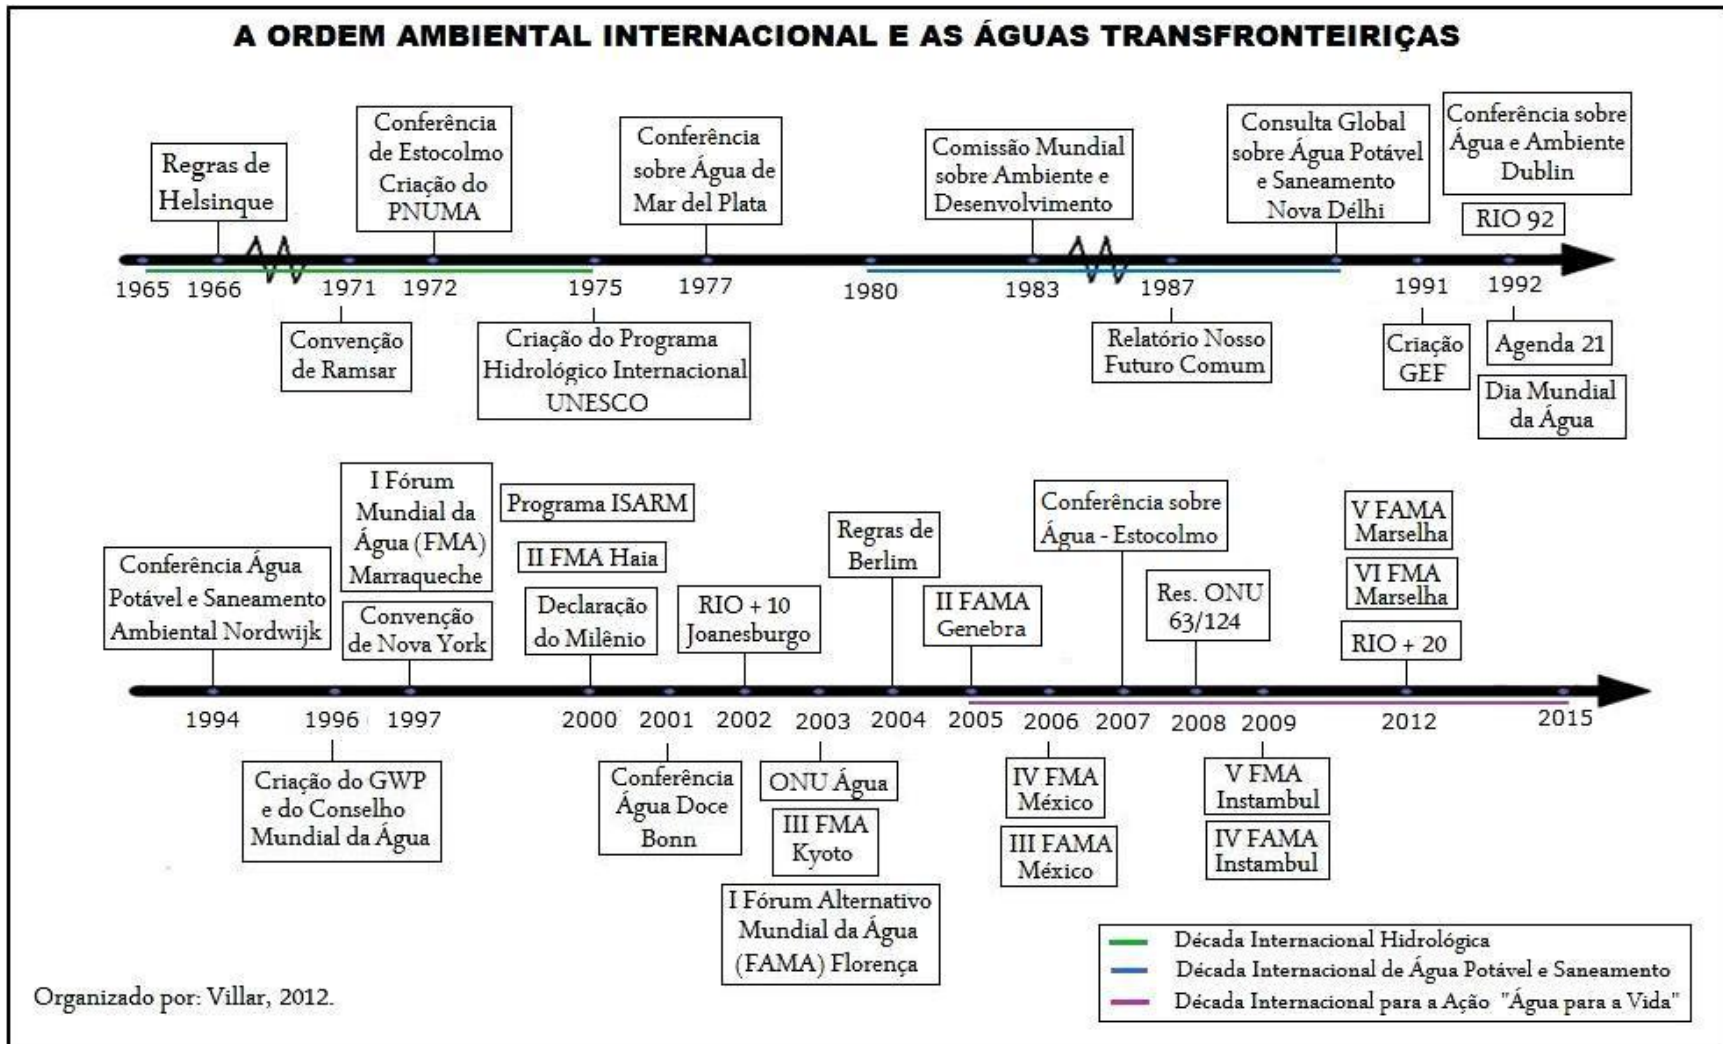 A ORDEM AMBIENTAL INTERNACIONAL E AS ÁGUAS TRANSFRONTEIRIÇAS
Regras de
Helsinque
Conferência
de Estocolmo
Criação do
PNUMA
Conferência
sobre Água de
Mar del Plata
Comissão Mundial
sobre Ambiente e
Desenvolvimento
Consulta Global
sobre Água Potável
e Saneamento
Nova Délhi
Conferência sobre
Água e Ambiente
Dublin
RIO 92
1965
1966
1971
1972
1975
1977
1980
1983
1987
1991
1992
Convenção
de Ramsar
Criação do Programa
Hidrológico Internacional
UNESCO
Relatório Nosso
Futuro Comum
Criação
GEF
Agenda 21
Dia Mundial
da Água
Conferência Água
Potável e Saneamento
Ambiental Nordwijk
I Fórum
Mundial da
Água (FMA)
Marraqueche
Convenção
de Nova York
Programa ISARM
II FMA Haia
Declaração
do Milênio
RIO + 10
Joanesburgo
Regras de
Berlim
II FAMA
Genebra
Conferência sobre
Água - Estocolmo
Res. ONU
63/124
V FAMA
Marselha
VI FMA
Marselha
RIO + 20
1994
1996
1997
2000
2001
2002
2003
2004
2005
2006
2007
2008
2009
2012
2015
Criação do GWP
e do Conselho
Mundial da Água
Conferência
Água Doce
Bonn
ONU Água
III FMA
Kyoto
I Fórum Alternativo
Mundial da Água
(FAMA) Florença
IV FMA
México
III FAMA
México
V FMA
Instambul
IV FAMA
Instambul
Década Internacional Hidrológica
Década Internacional de Água Potável e Saneamento
Década Internacional para a Ação "Água para a Vida"
Organizado por: Villar, 2012.